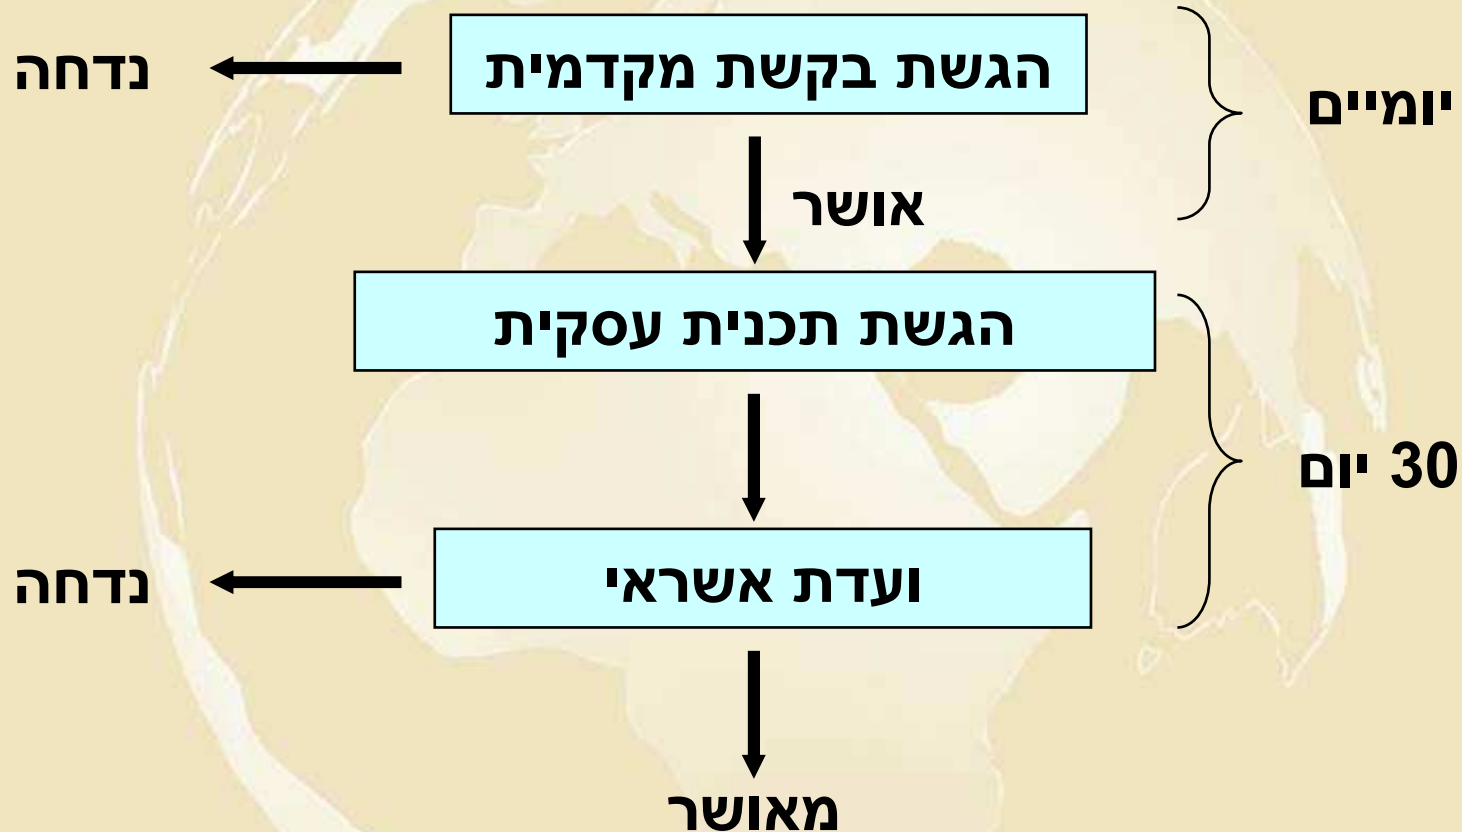 הגשת בקשת מקדמית
נדחה
יומיים
אושר
הגשת תכנית עסקית
30 יום
ועדת אשראי
נדחה
מאושר